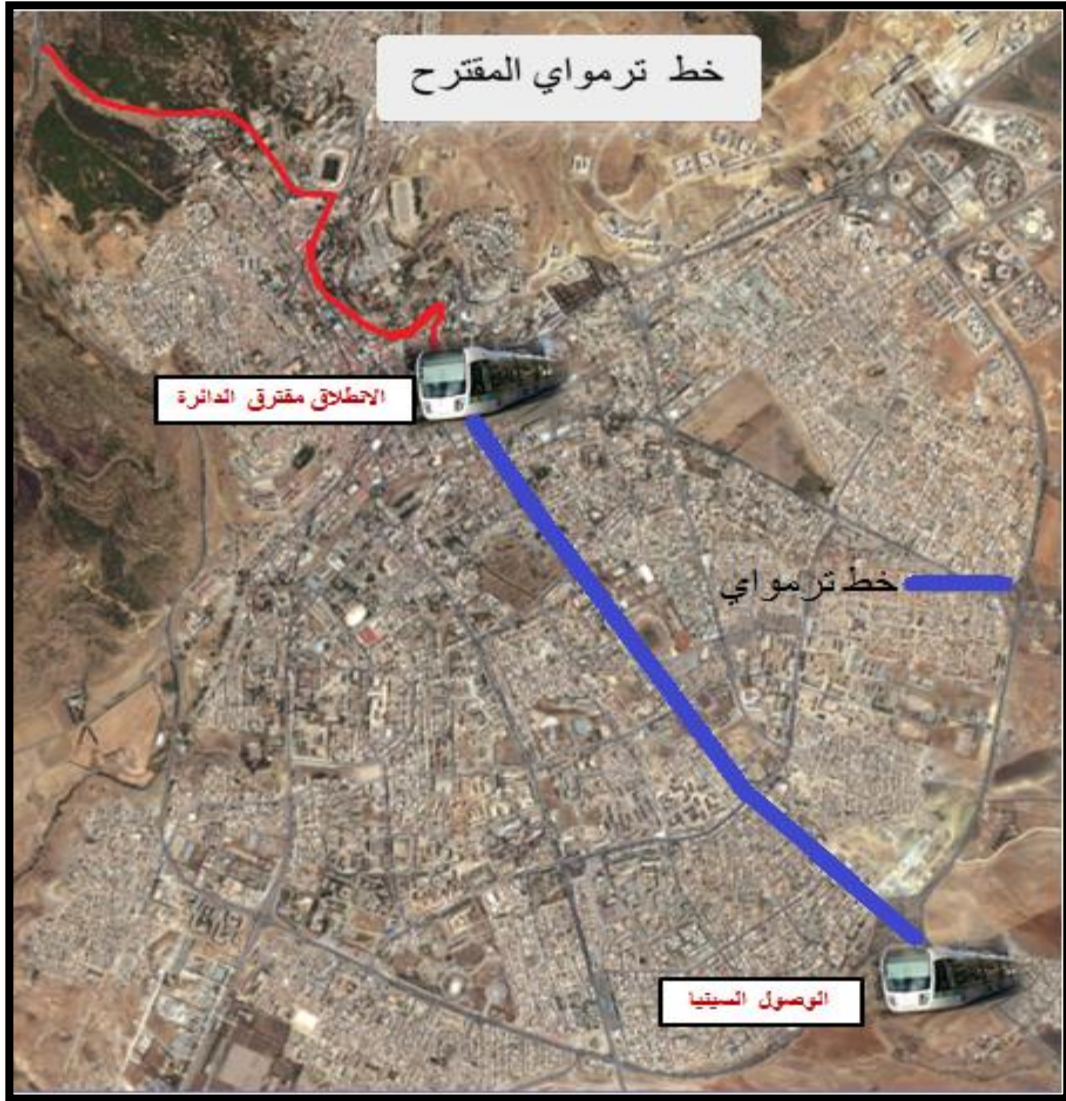 خط ترمواي المقترح
الانطلاق مفترق الدائرة
خط ترمواي
الوصول السيتيا